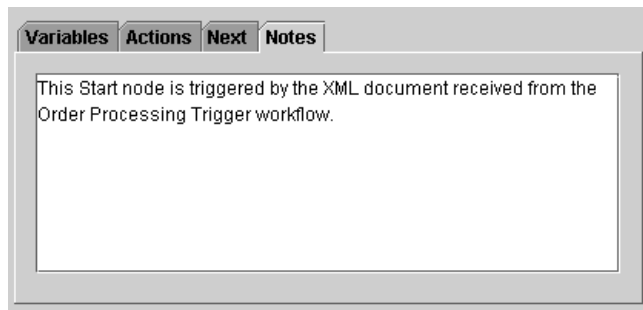 Variables Actions Next Notes
This Start node is triggered by the XML document received from the
Order Processing Trigger workflow.